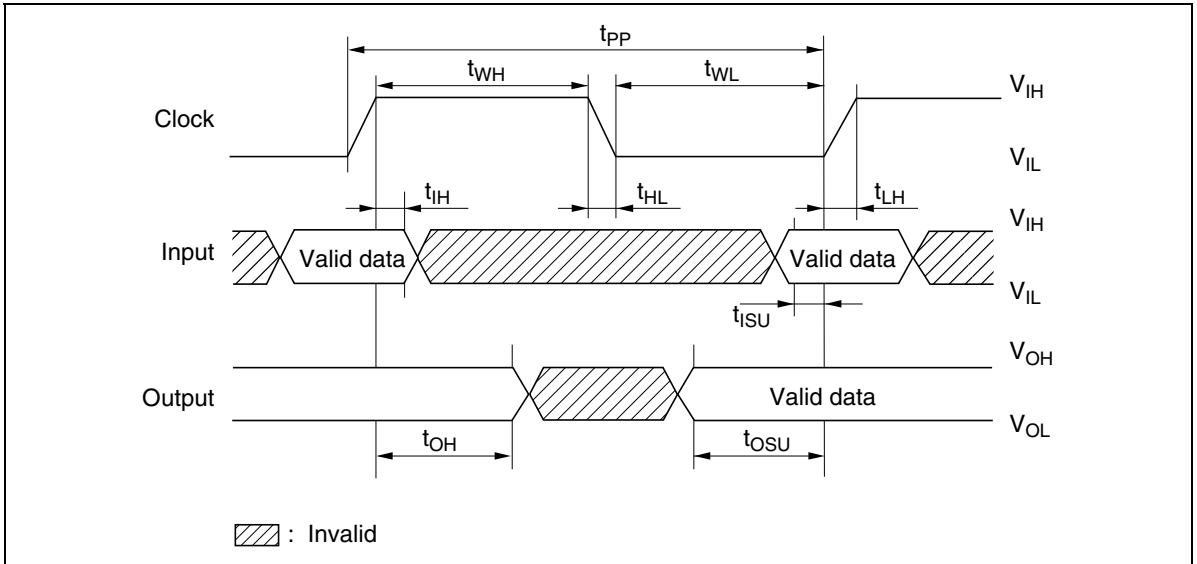 tPP
tWH
tWL
Clock
VIH
VIL
tIH
tHL
tLH
VIH
Input
Valid data
Valid data
VIL
tISU
VOH
Output
Valid data
VOL
tOH
tOSU
: Invalid